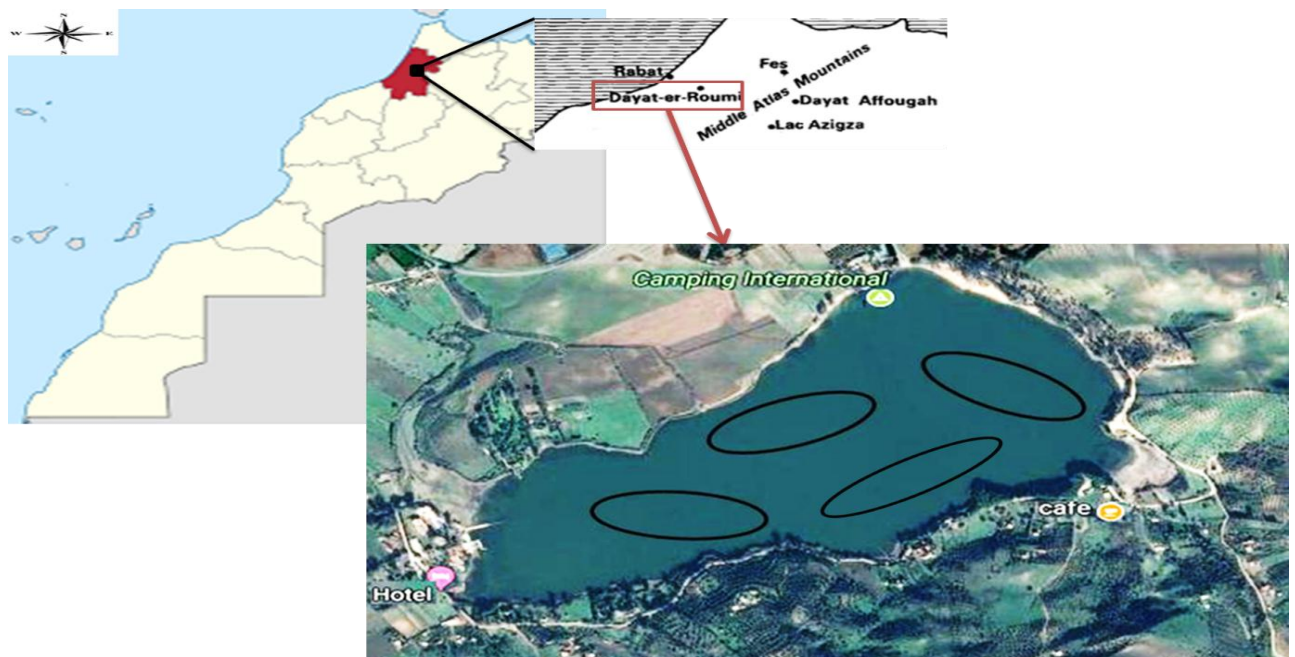 N
W E
S
Rabat
Fes
Dayat-er-Roumi
Middle Atlas Mountains
Dayat Affougah
Lac Azigza
Camping International
cafe
Hotel